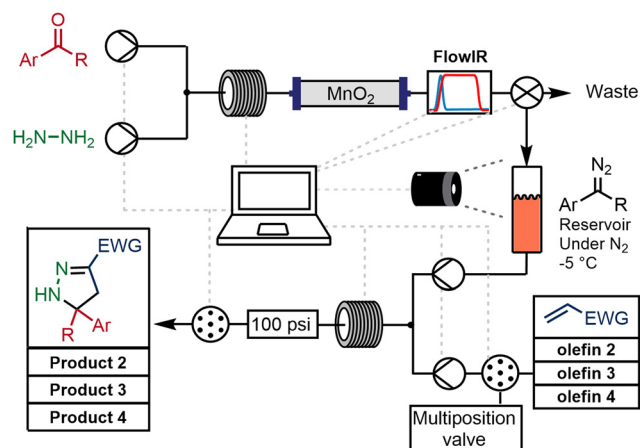 O
Ar R
H₂N–NH₂
MnO₂
FlowIR
Waste
N₂
Ar R
Reservoir
Under N₂
-5 °C
EWG
N
HN
Ar
R
Product 2
Product 3
Product 4
100 psi
EWG
olefin 2
olefin 3
olefin 4
Multiposition
valve